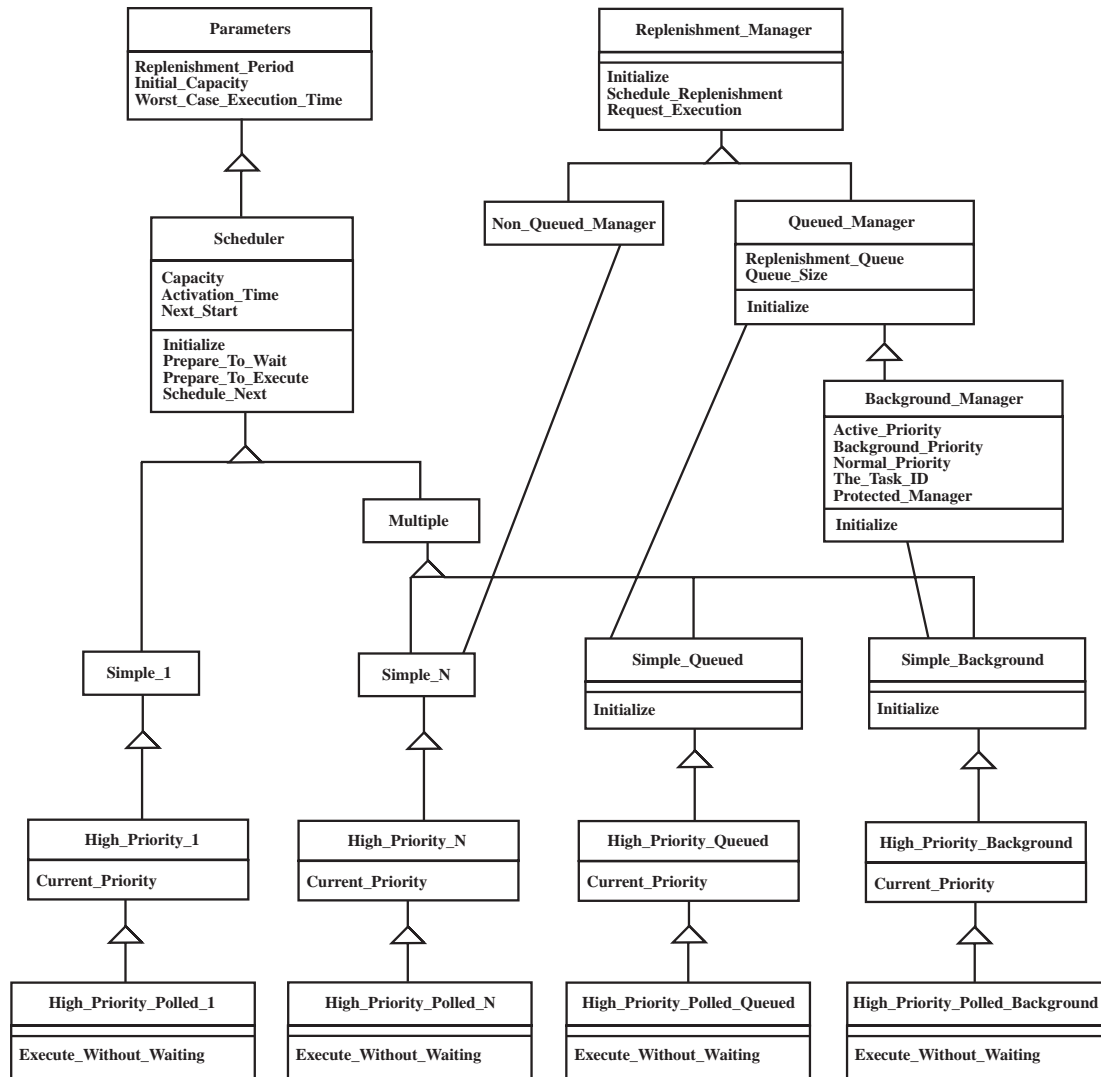 Parameters
Replenishment_Period
Initial_Capacity
Worst_Case_Execution_Time
Replenishment_Manager
Initialize
Schedule_Replenishment
Request_Execution
Scheduler
Capacity
Activation_Time
Next_Start
Initialize
Prepare_To_Wait
Prepare_To_Execute
Schedule_Next
Non_Queued_Manager
Queued_Manager
Replenishment_Queue
Queue_Size
Initialize
Background_Manager
Active_Priority
Background_Priority
Normal_Priority
The_Task_ID
Protected_Manager
Initialize
Multiple
Simple_1
Simple_N
Simple_Queued
Initialize
Simple_Background
Initialize
High_Priority_1
Current_Priority
High_Priority_N
Current_Priority
High_Priority_Queued
Current_Priority
High_Priority_Background
Current_Priority
High_Priority_Polled_1
Execute_Without_Waiting
High_Priority_Polled_N
Execute_Without_Waiting
High_Priority_Polled_Queued
Execute_Without_Waiting
High_Priority_Polled_Background
Execute_Without_Waiting